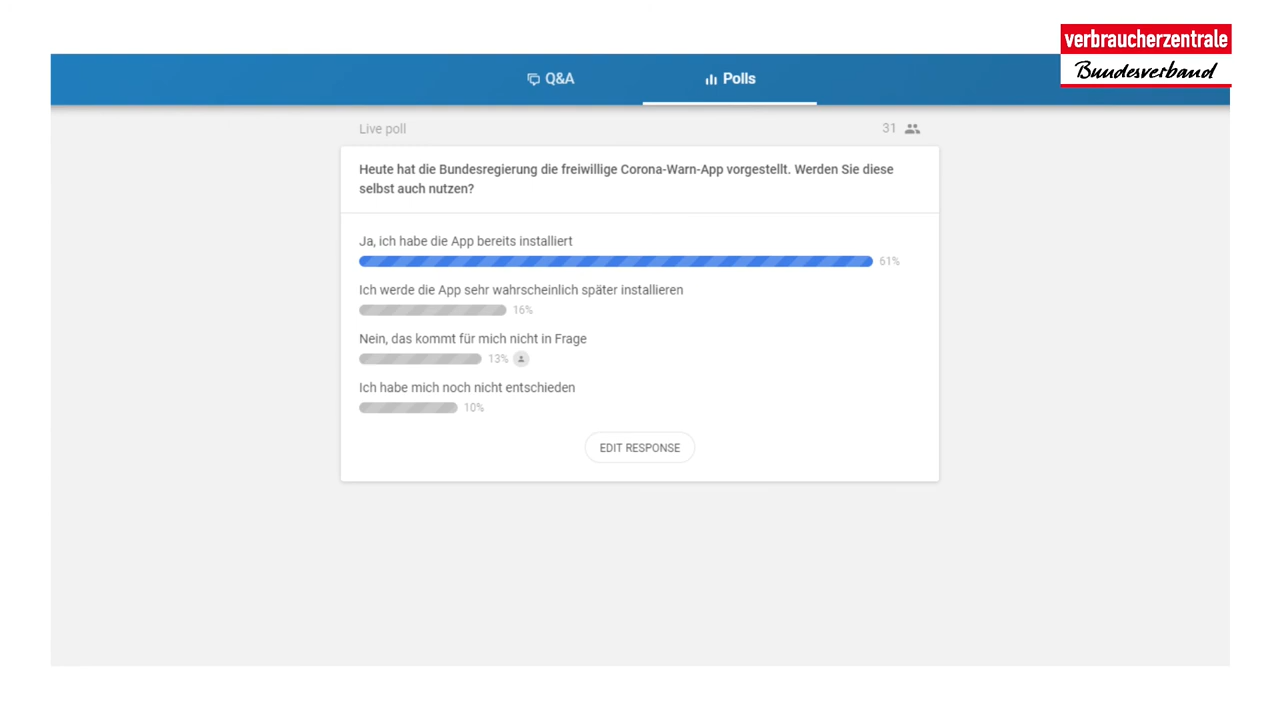 verbraucherzentrale
Bundesverband
Q&A
Polls
Live poll
31
Heute hat die Bundesregierung die freiwillige Corona-Warn-App vorgestellt. Werden Sie diese
selbst auch nutzen?
Ja, ich habe die App bereits installiert
61%
Ich werde die App sehr wahrscheinlich später installieren
16%
Nein, das kommt für mich nicht in Frage
13%
Ich habe mich noch nicht entschieden
10%
EDIT RESPONSE